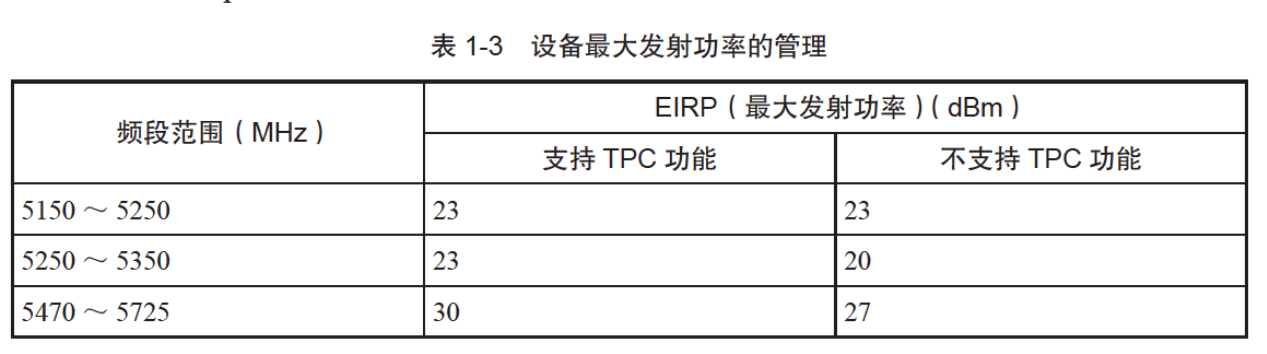 表 1-3 设备最大发射功率的管理
频段范围（MHz）
EIRP（最大发射功率）（dBm）
支持 TPC 功能
不支持 TPC 功能
5150～5250 23 23
5250～5350 23 20
5470～5725 30 27